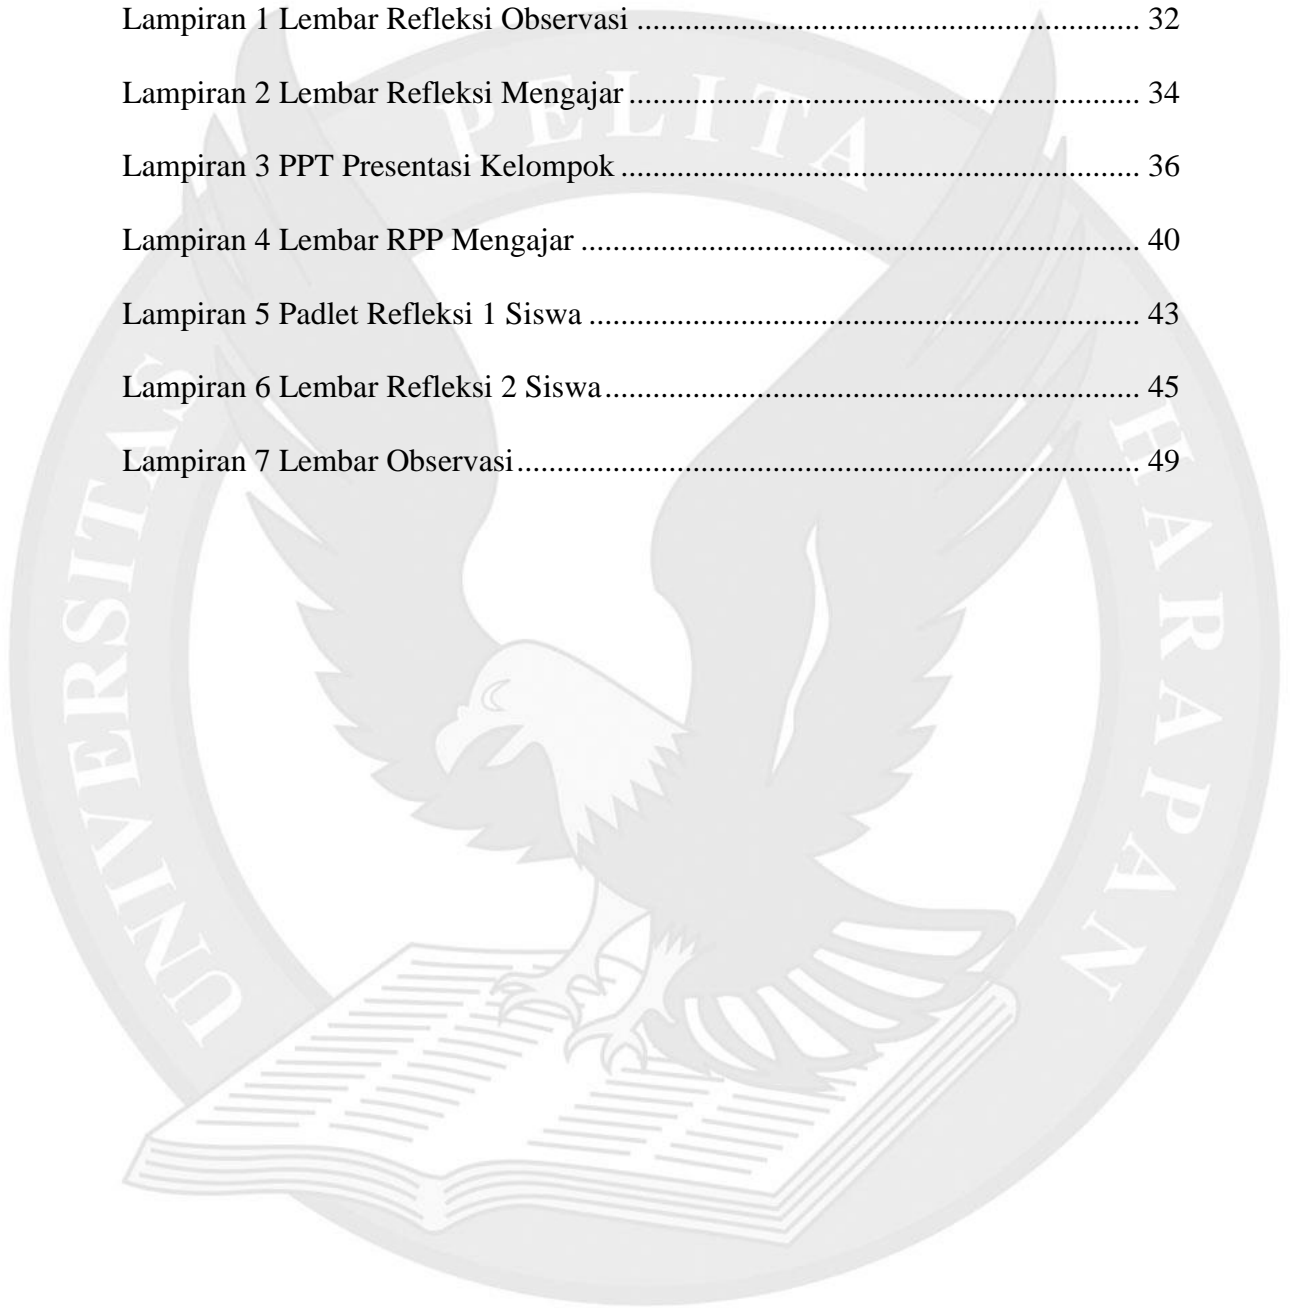 Lampiran 1 Lembar Refleksi Observasi ................................................................ 32
Lampiran 2 Lembar Refleksi Mengajar ................................................................. 34
Lampiran 3 PPT Presentasi Kelompok .................................................................. 36
Lampiran 4 Lembar RPP Mengajar ....................................................................... 40
Lampiran 5 Padlet Refleksi 1 Siswa ...................................................................... 43
Lampiran 6 Lembar Refleksi 2 Siswa .................................................................... 45
Lampiran 7 Lembar Observasi ............................................................................... 49
UNIVERSITAS PELITA HARAPAN